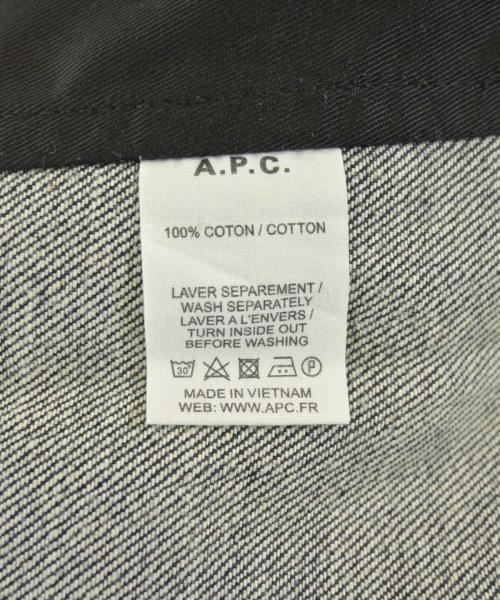 A.P.C.
100% COTON / COTTON
LAVER SEPAREMENT /
WASH SEPARATELY
LAVER A L'ENVERS /
TURN INSIDE OUT
BEFORE WASHING
30° P
MADE IN VIETNAM
WEB: WWW.APC.FR